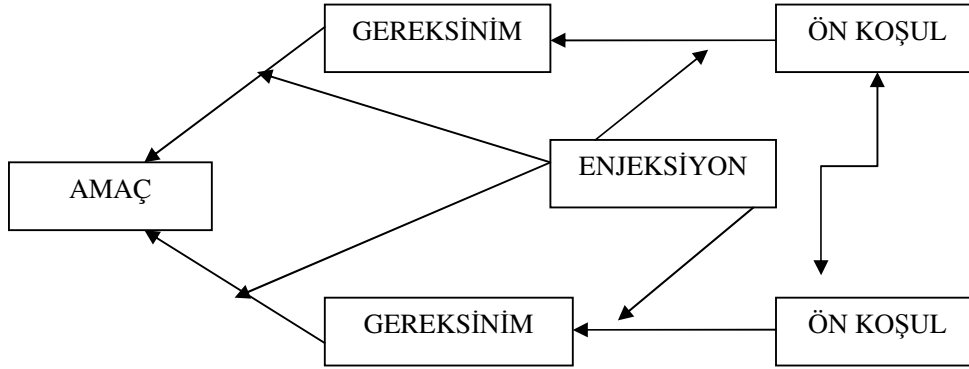 GEREKSİNİM
ÖN KOŞUL
ENJEKSİYON
AMAÇ
GEREKSİNİM
ÖN KOŞUL